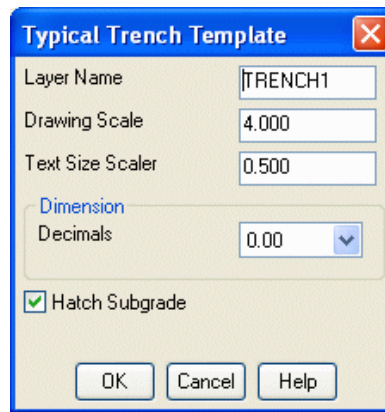 Typical Trench Template
Layer Name TRENCH1
Drawing Scale 4.000
Text Size Scaler 0.500
Dimension
Decimals 0.00
Hatch Subgrade
OK Cancel Help